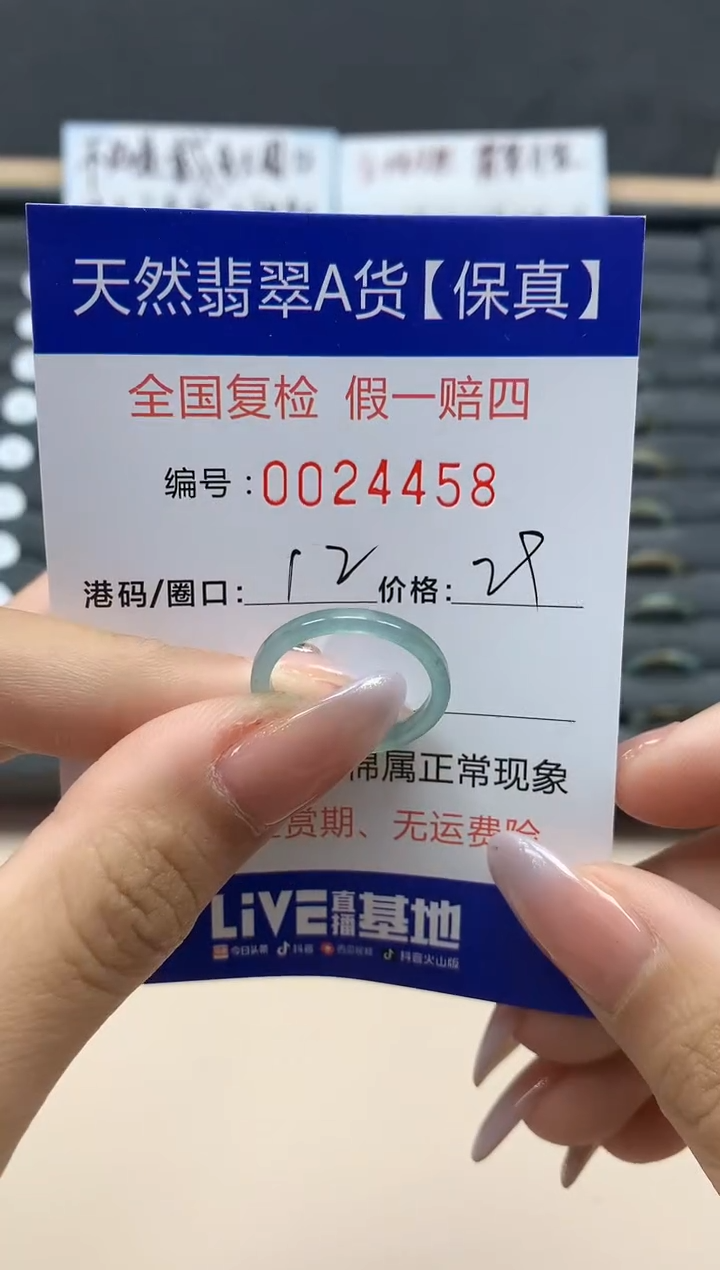 天然翡翠A货【保真】
全国复检 假一赔四
编号:0024458
港码/圈口: 12 价格: 28
棉属正常现象
赏期、无运费险
LiVE直播基地
今日头条 抖音 西瓜视频 抖音火山版